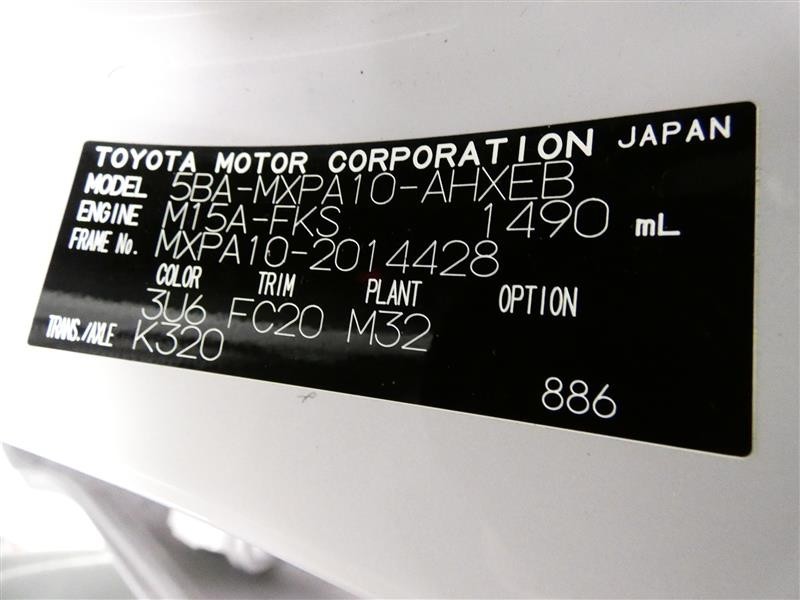 TOYOTA MOTOR CORPORATION JAPAN
MODEL 5BA-MXPA10-AHXEB
ENGINE M15A-FKS 1490 mL
FRAME No. MXPA10-2014428
COLOR TRIM PLANT OPTION
3U6 FC20 M32
TRANS./AXLE K320
886